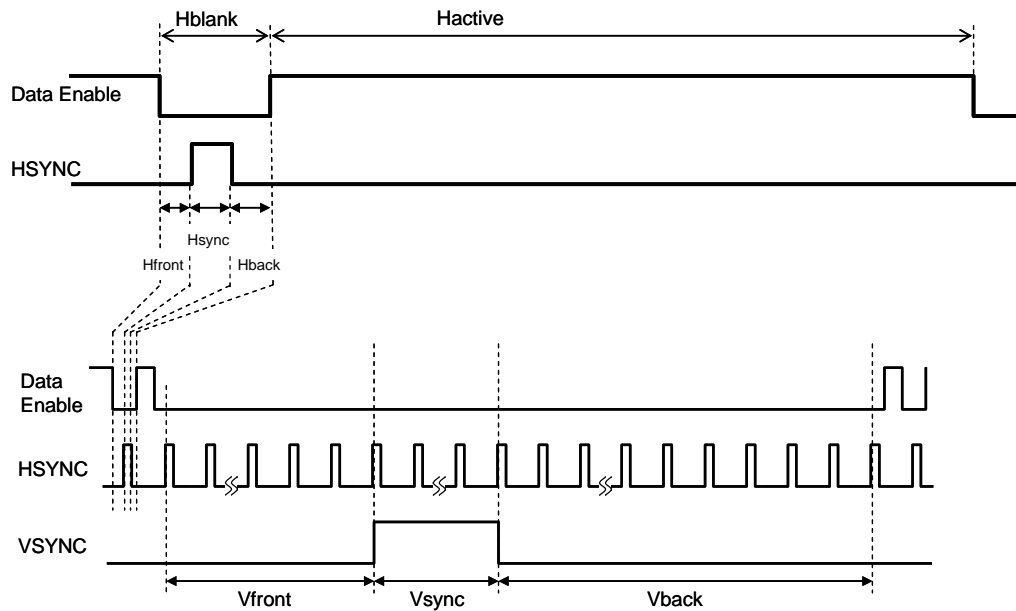 Hblank
Hactive
Data Enable
HSYNC
Hsync
Hfront
Hback
Data
Enable
HSYNC
VSYNC
Vfront
Vsync
Vback